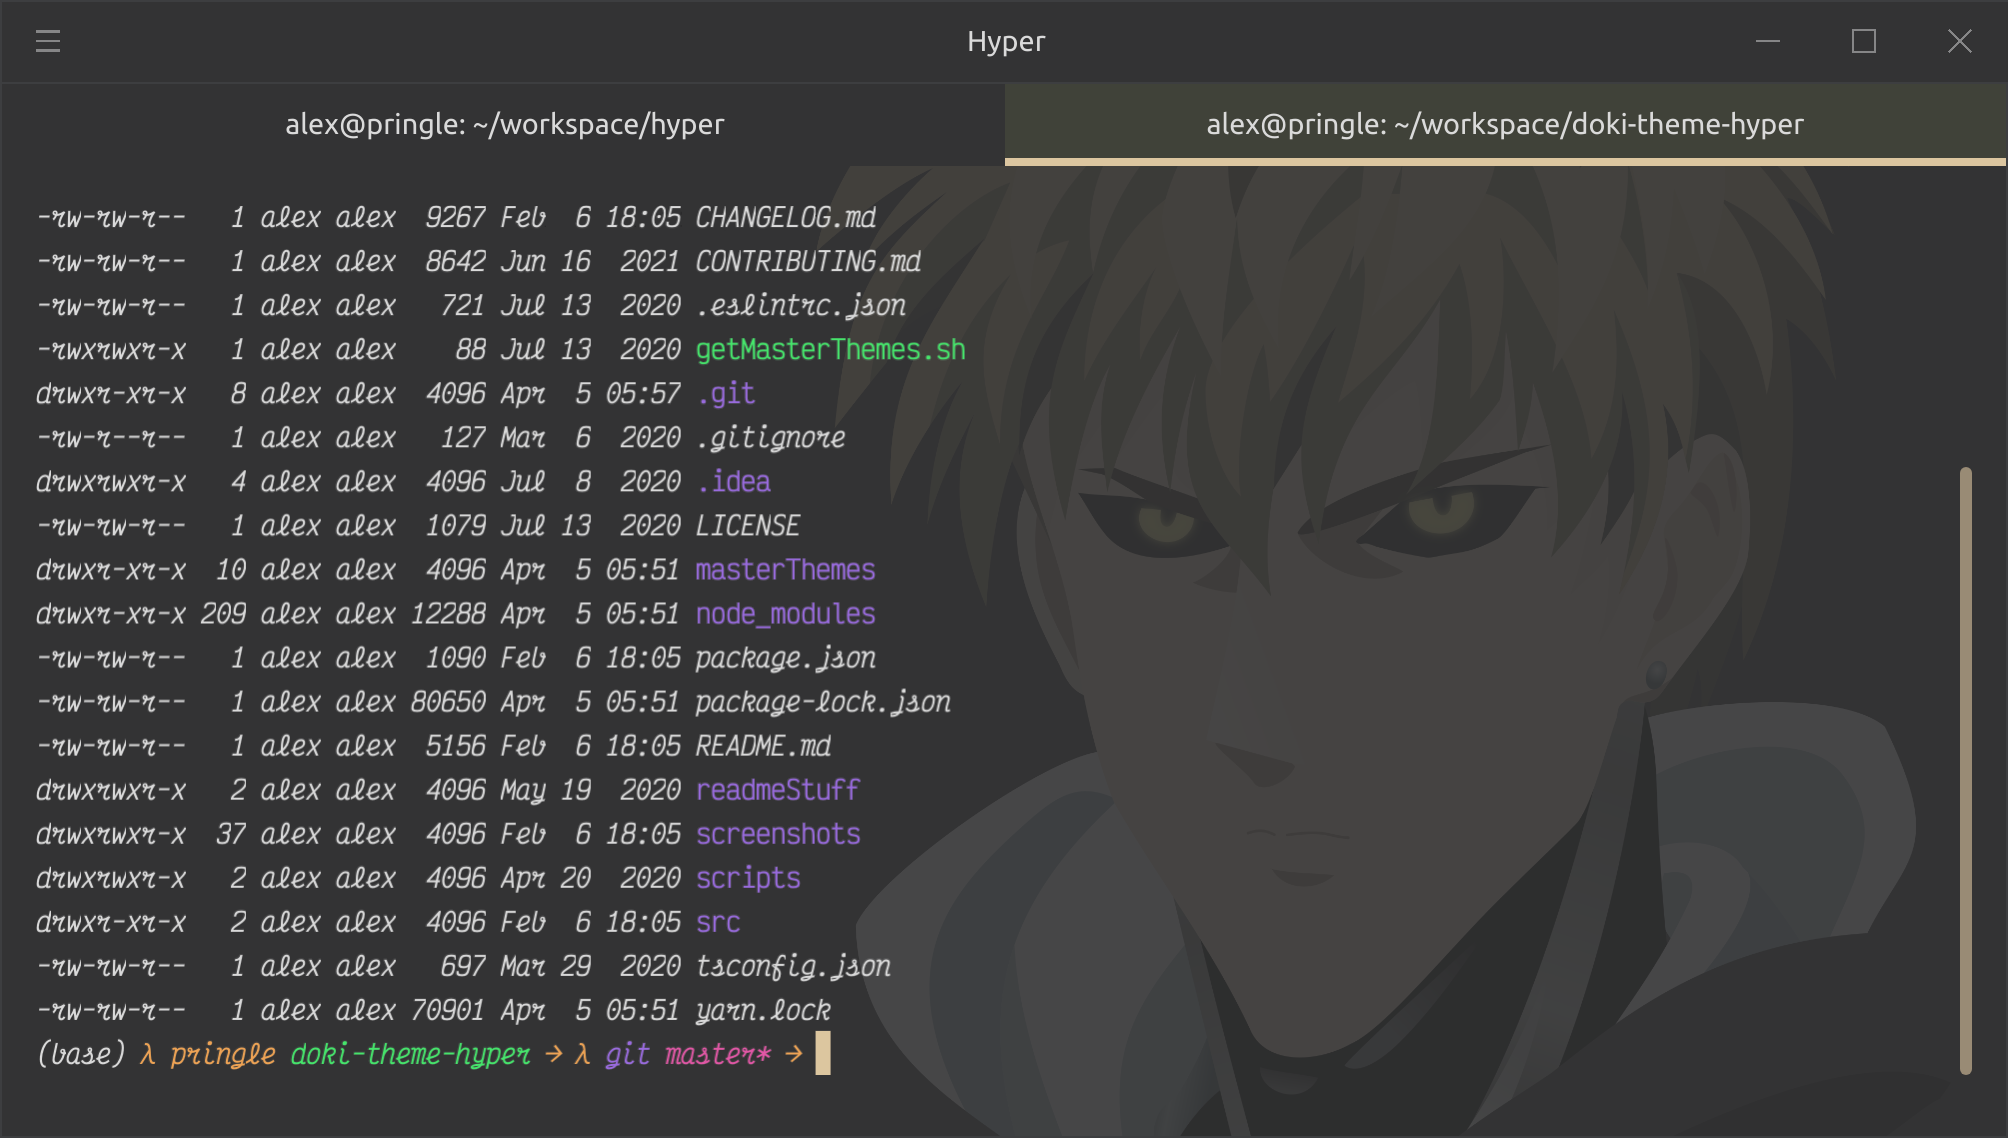 Hyper
alex@pringle: ~/workspace/hyper
alex@pringle: ~/workspace/doki-theme-hyper
-rw-rw-r--   1 alex alex  9267 Feb  6 18:05 CHANGELOG.md
-rw-rw-r--   1 alex alex  8642 Jun 16  2021 CONTRIBUTING.md
-rw-rw-r--   1 alex alex   721 Jul 13  2020 .eslintrc.json
-rwxrwxr-x   1 alex alex    88 Jul 13  2020 getMasterThemes.sh
drwxr-xr-x   8 alex alex  4096 Apr  5 05:57 .git
-rw-r--r--   1 alex alex   127 Mar  6  2020 .gitignore
drwxrwxr-x   4 alex alex  4096 Jul  8  2020 .idea
-rw-rw-r--   1 alex alex  1079 Jul 13  2020 LICENSE
drwxr-xr-x  10 alex alex  4096 Apr  5 05:51 masterThemes
drwxr-xr-x 209 alex alex 12288 Apr  5 05:51 node_modules
-rw-rw-r--   1 alex alex  1090 Feb  6 18:05 package.json
-rw-rw-r--   1 alex alex 80650 Apr  5 05:51 package-lock.json
-rw-rw-r--   1 alex alex  5156 Feb  6 18:05 README.md
drwxrwxr-x   2 alex alex  4096 May 19  2020 readmeStuff
drwxrwxr-x  37 alex alex  4096 Feb  6 18:05 screenshots
drwxrwxr-x   2 alex alex  4096 Apr 20  2020 scripts
drwxr-xr-x   2 alex alex  4096 Feb  6 18:05 src
-rw-rw-r--   1 alex alex   697 Mar 29  2020 tsconfig.json
-rw-rw-r--   1 alex alex 70901 Apr  5 05:51 yarn.lock
(base) λ pringle doki-theme-hyper → λ git master* →